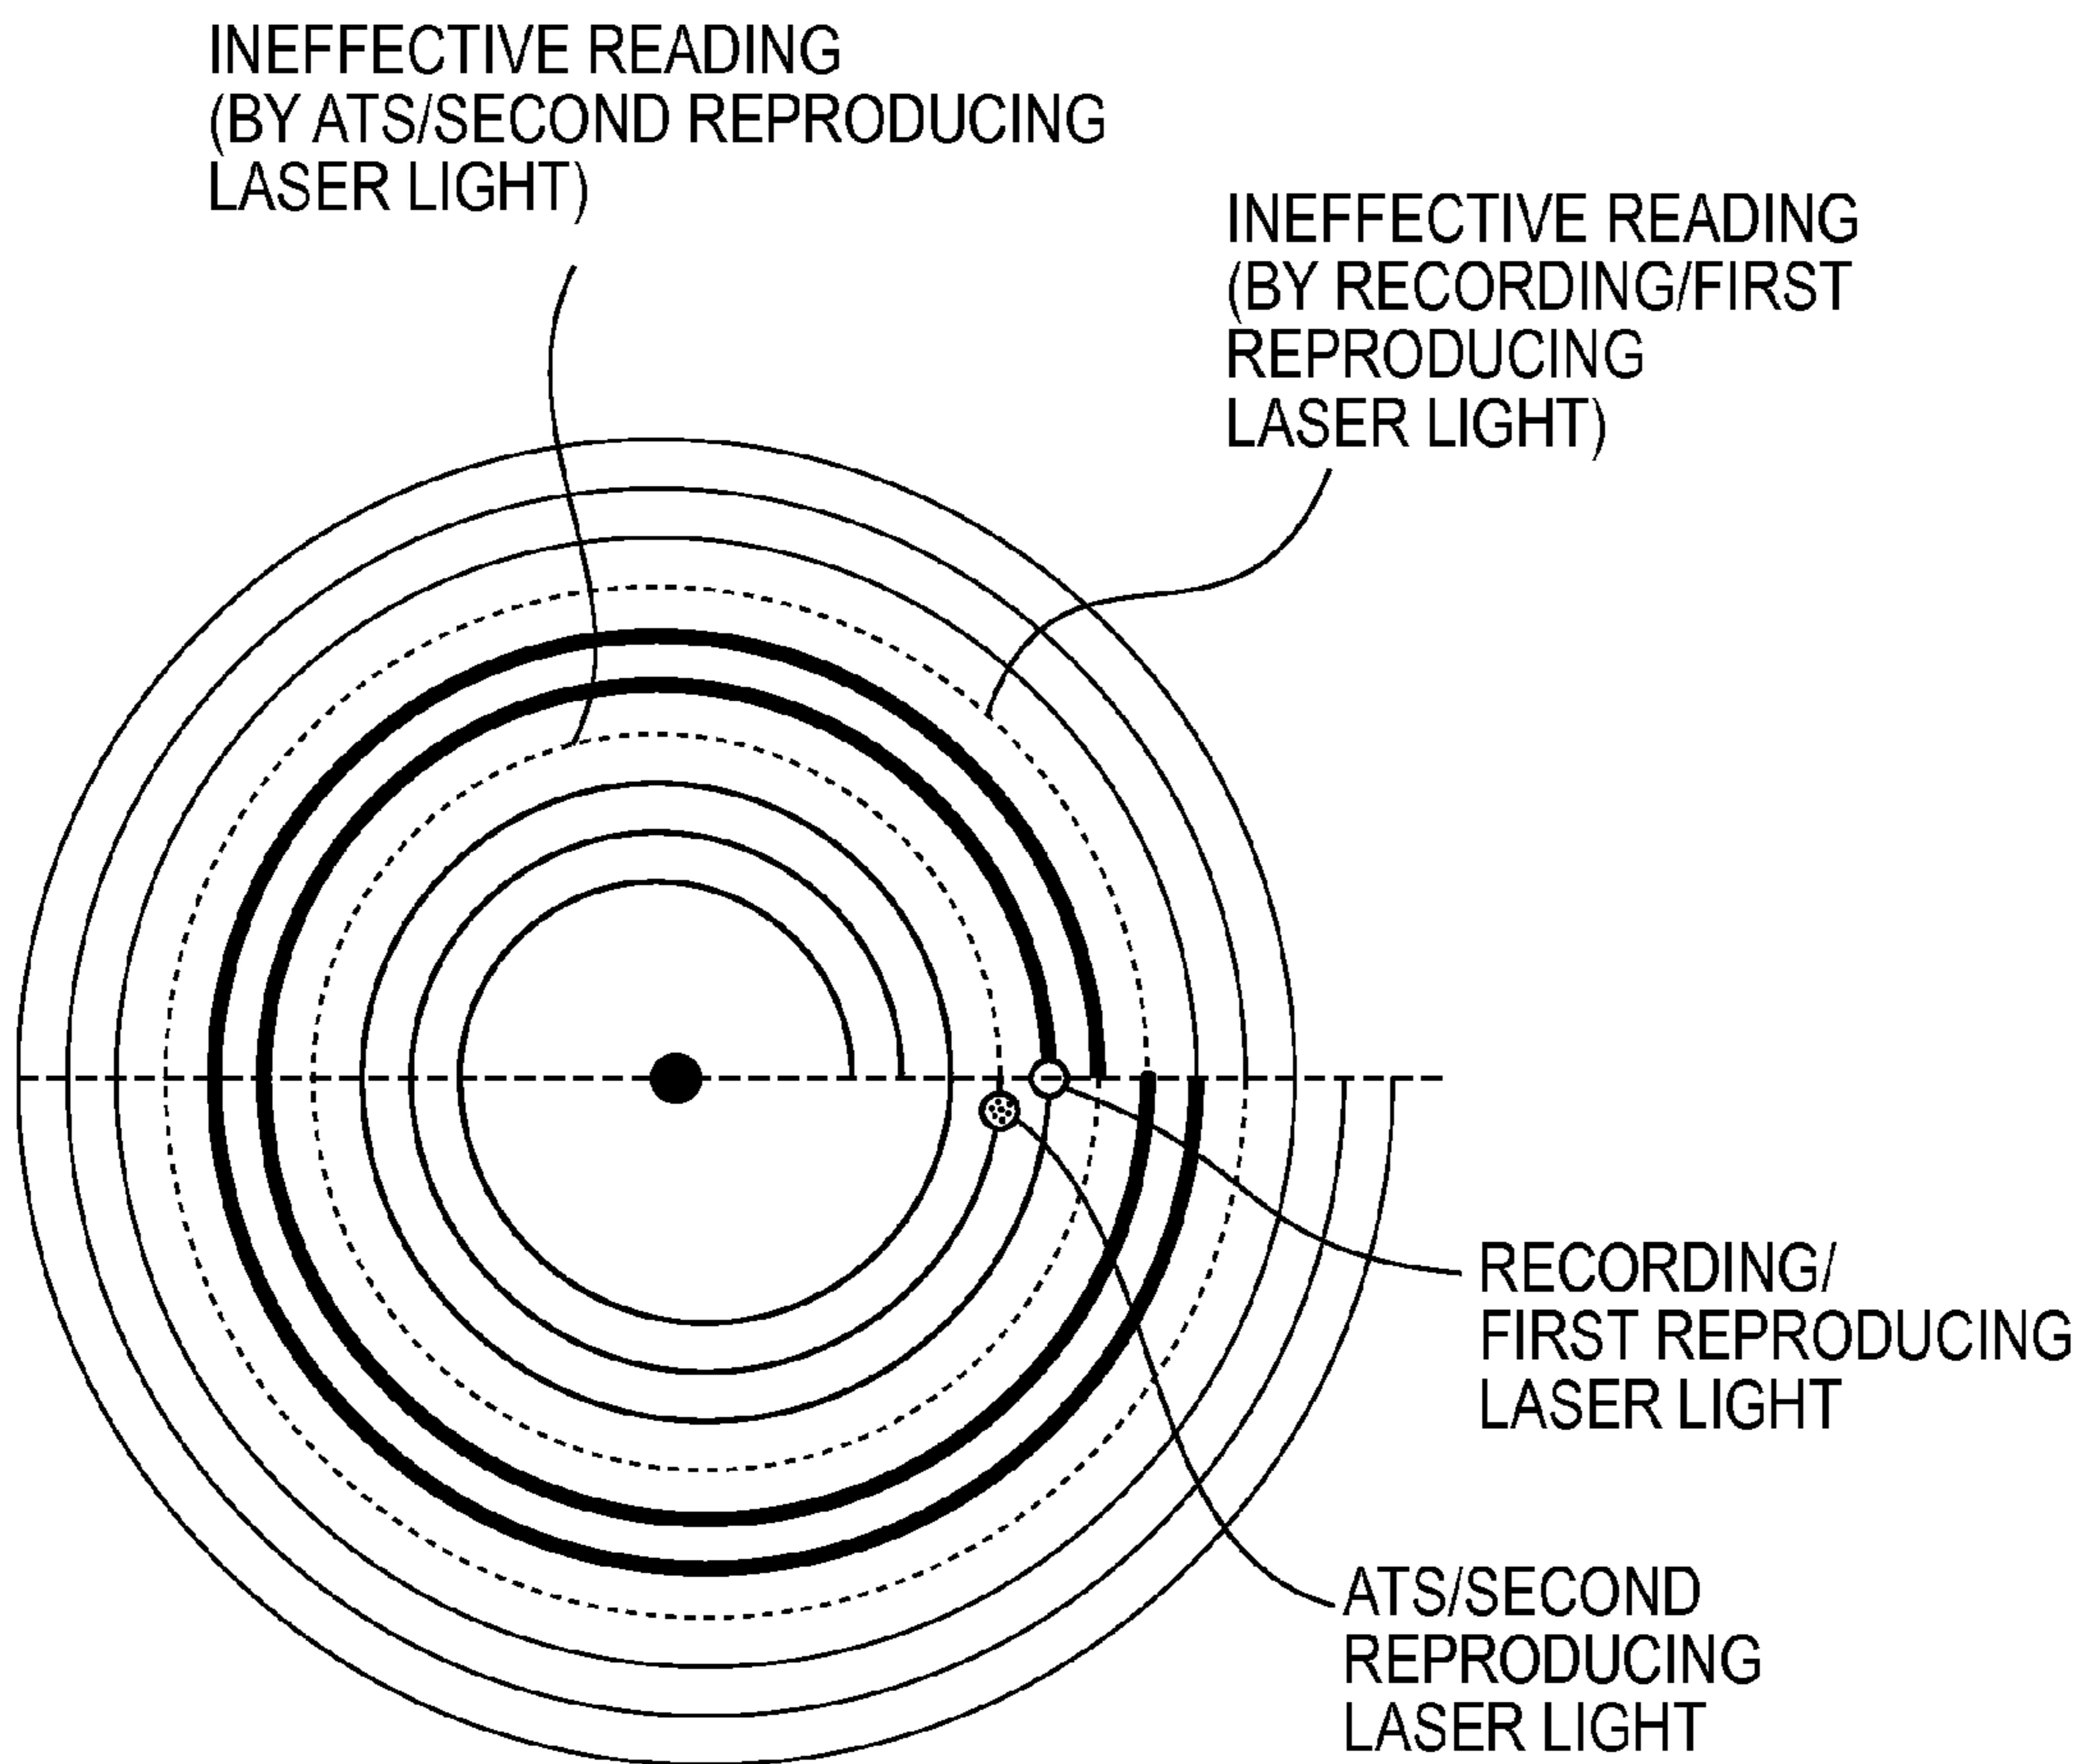 INEFFECTIVE READING
(BY ATS/SECOND REPRODUCING
LASER LIGHT)
INEFFECTIVE READING
(BY RECORDING/FIRST
REPRODUCING
LASER LIGHT)
RECORDING/
FIRST REPRODUCING
LASER LIGHT
ATS/SECOND
REPRODUCING
LASER LIGHT